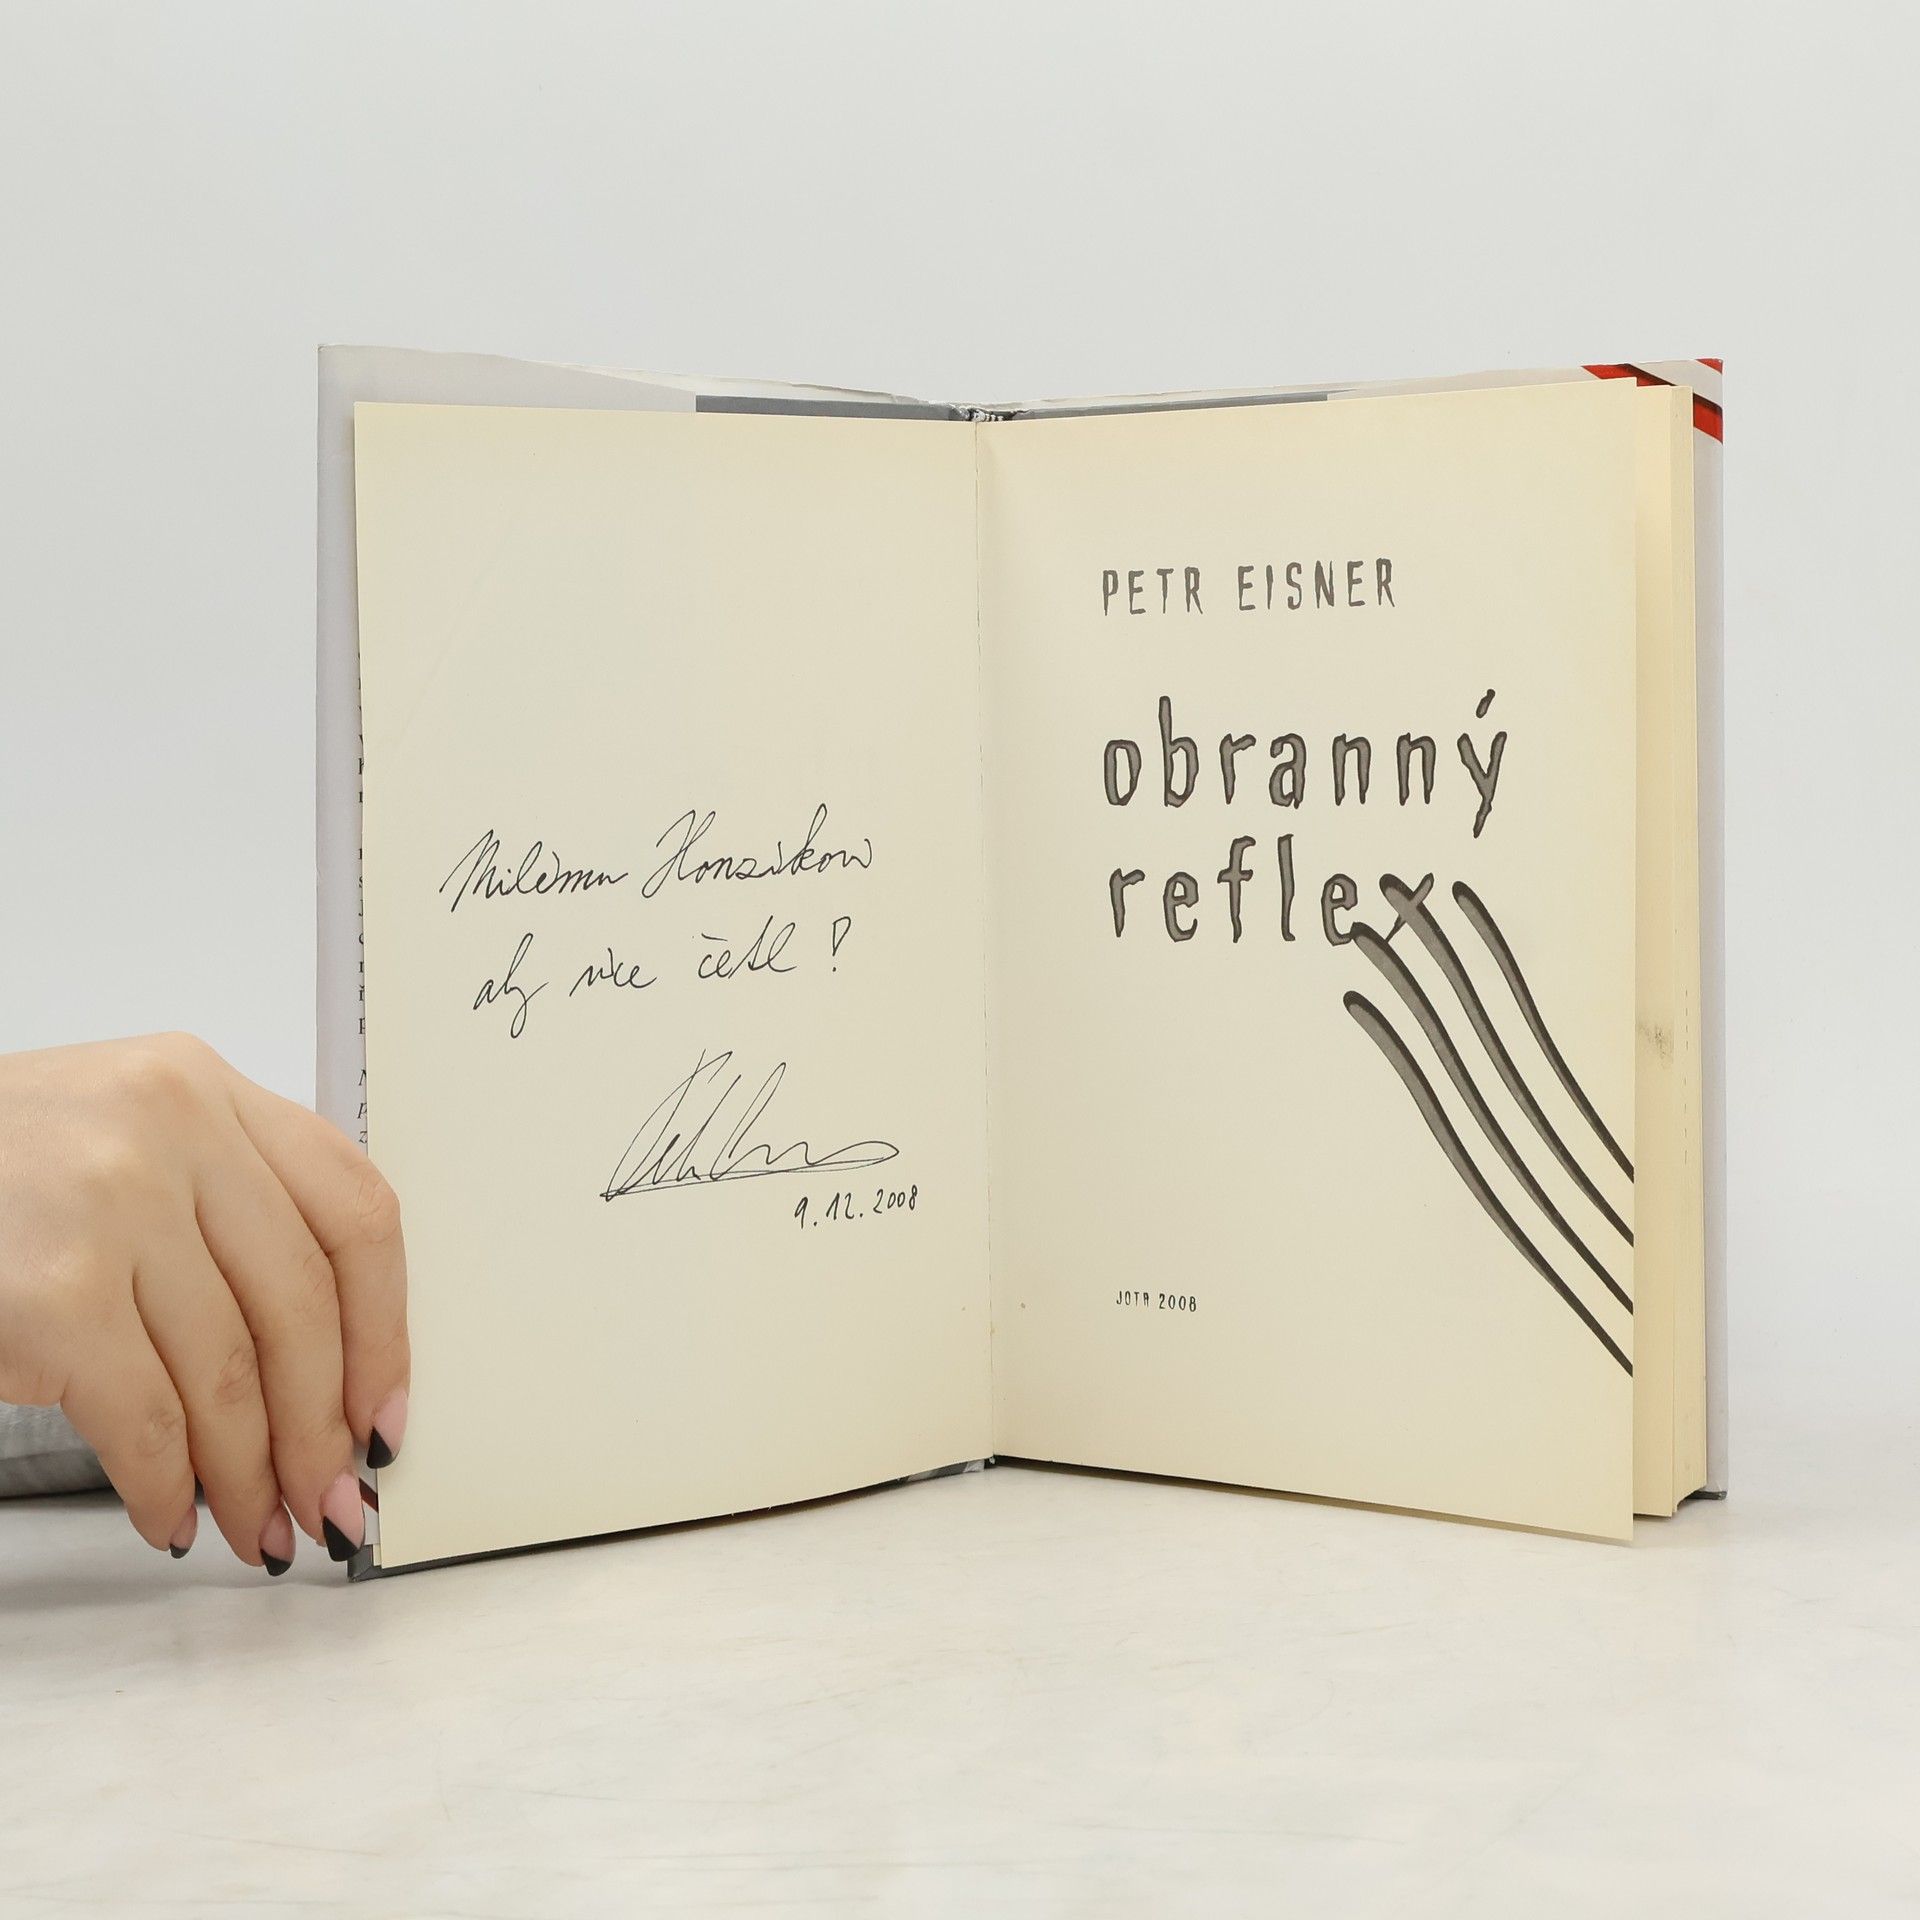 Milému Honzíkovi
aby více četl!
9.12.2008
PETR EISNER
obranný
reflex
JOTA 2008